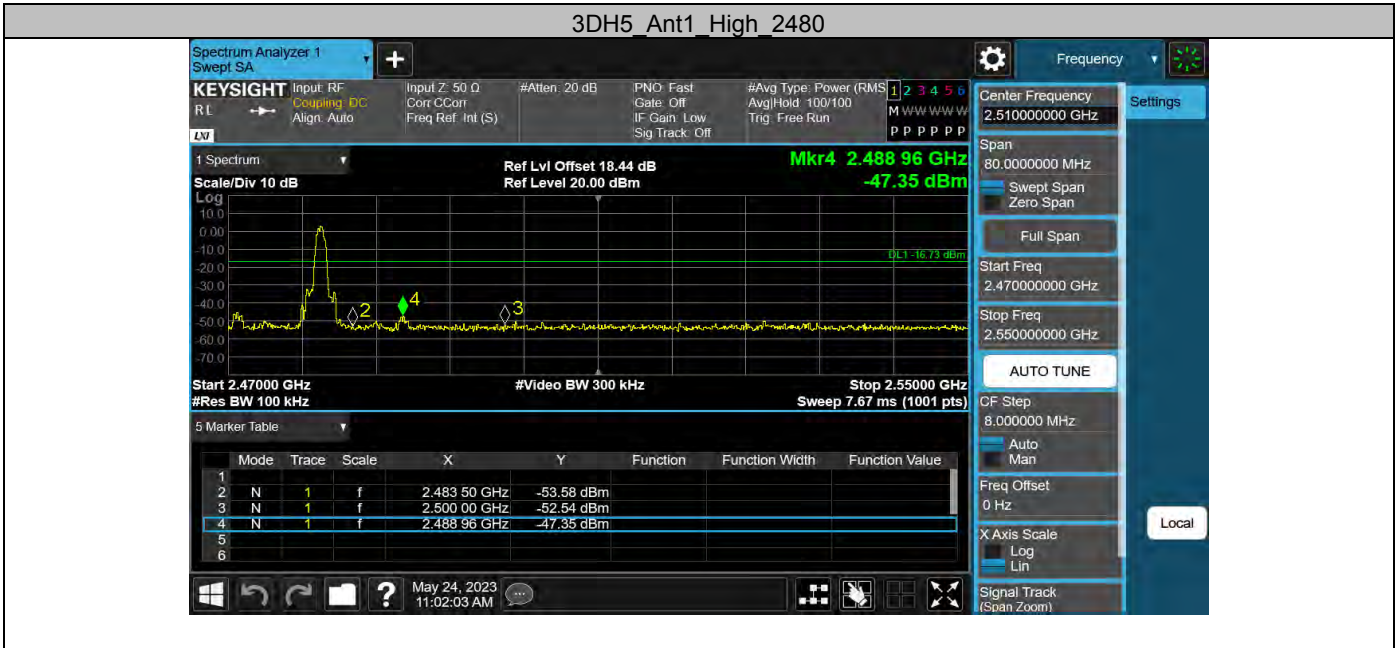 3DH5_Ant1_High_2480
Spectrum Analyzer 1
Swept SA
+
Frequency
KEYSIGHT
RL
LXI
Input: RF
Coupling: DC
Align: Auto
Input Z: 50 Ω
Corr CCorr
Freq Ref: Int (S)
#Atten: 20 dB
PNO: Fast
Gate: Off
IF Gain: Low
Sig Track: Off
#Avg Type: Power (RMS
Avg|Hold: 100/100
Trig: Free Run
1 2 3 4 5 6
M W W W W W
P P P P P P
Center Frequency
2.510000000 GHz
Settings
1 Spectrum
Scale/Div 10 dB
Ref Lvl Offset 18.44 dB
Ref Level 20.00 dBm
Mkr4 2.488 96 GHz
-47.35 dBm
Span
80.0000000 MHz
Swept Span
Zero Span
Full Span
Log
10.0
0.00
-10.0
-20.0
-30.0
-40.0
-50.0
-60.0
-70.0
DL1 -16.73 dBm
2
4
3
Start Freq
2.470000000 GHz
Stop Freq
2.550000000 GHz
AUTO TUNE
Start 2.47000 GHz
#Video BW 300 kHz
Stop 2.55000 GHz
#Res BW 100 kHz
Sweep 7.67 ms (1001 pts)
CF Step
8.000000 MHz
Auto
Man
5 Marker Table
Mode Trace Scale X Y Function Function Width Function Value
1
2 N 1 f 2.483 50 GHz -53.58 dBm
3 N 1 f 2.500 00 GHz -52.54 dBm
4 N 1 f 2.488 96 GHz -47.35 dBm
5
6
Freq Offset
0 Hz
X Axis Scale
Log
Lin
Local
Signal Track
(Span Zoom)
?
May 24, 2023
11:02:03 AM